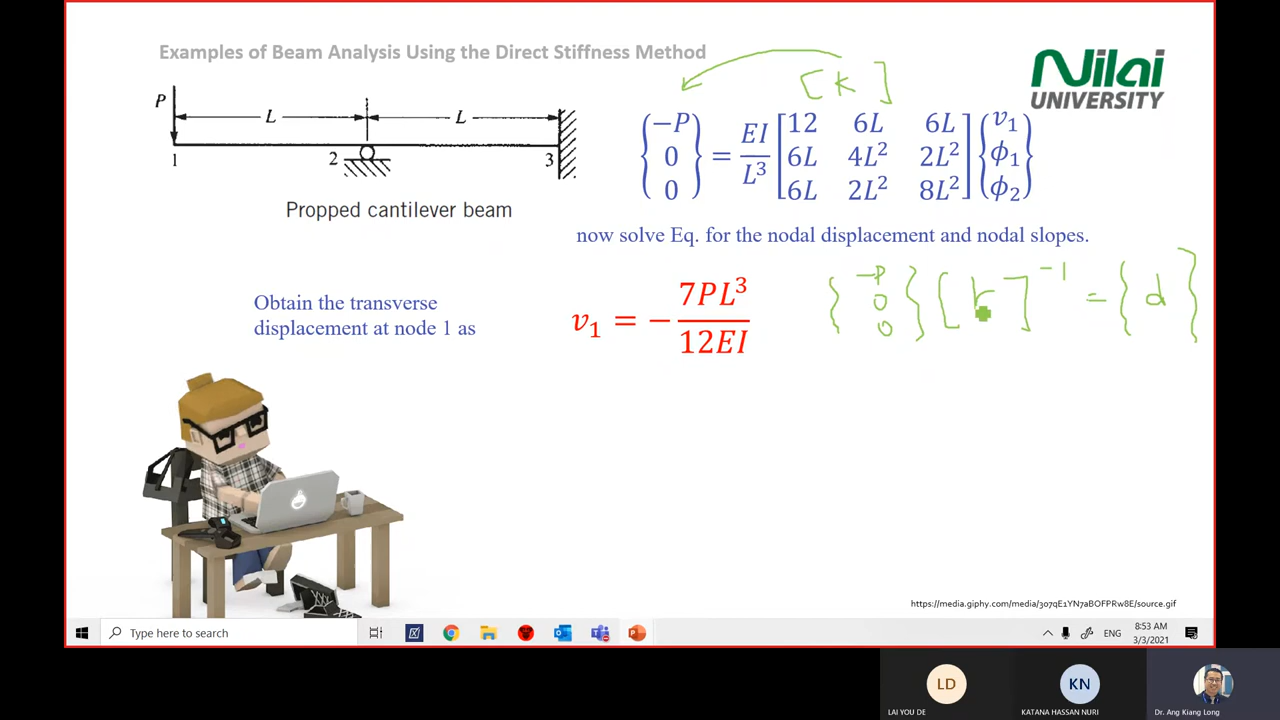 Examples of Beam Analysis Using the Direct Stiffness Method
Nilai
UNIVERSITY
P
L
L
1
2
3
Propped cantilever beam
[K]
{−P 0 0} = EI/L³ [12 6L 6L
6L 4L² 2L²
6L 2L² 8L²] {v₁ ϕ₁ ϕ₂}
now solve Eq. for the nodal displacement and nodal slopes.
Obtain the transverse
displacement at node 1 as
v₁ = − 7PL³/12EI
{−P 0 0} [K]⁻¹ = {d}
https://media.giphy.com/media/3o7qE1YN7aBOFPRw8E/source.gif
Type here to search
ENG
8:53 AM
3/3/2021
LD
LAI YOU DE
KN
KATANA HASSAN NURI
Dr. Ang Kiang Long